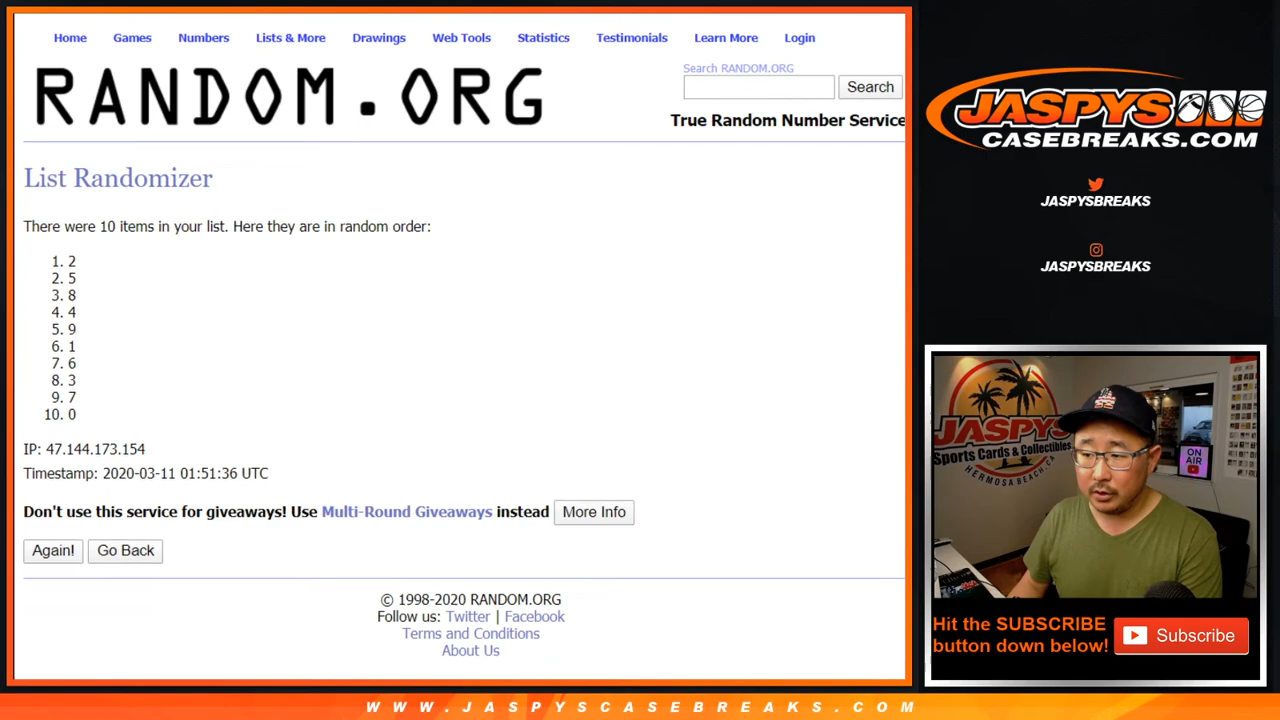 Home Games Numbers Lists & More Drawings Web Tools Statistics Testimonials Learn More Login
RANDOM.ORG
Search RANDOM.ORG
Search
True Random Number Service
List Randomizer
There were 10 items in your list. Here they are in random order:
1. 2
2. 5
3. 8
4. 4
5. 9
6. 1
7. 6
8. 3
9. 7
10. 0
IP: 47.144.173.154
Timestamp: 2020-03-11 01:51:36 UTC
Don't use this service for giveaways! Use Multi-Round Giveaways instead More Info
Again! Go Back
© 1998-2020 RANDOM.ORG
Follow us: Twitter | Facebook
Terms and Conditions
About Us
JASPYS
CASEBREAKS.COM
JASPYSBREAKS
JASPYSBREAKS
JASPYS
Sports Cards & Collectibles
HERMOSA BEACH, CA
ON
AIR
Hit the SUBSCRIBE
button down below!
Subscribe
WWW.JASPYSCASEBREAKS.COM